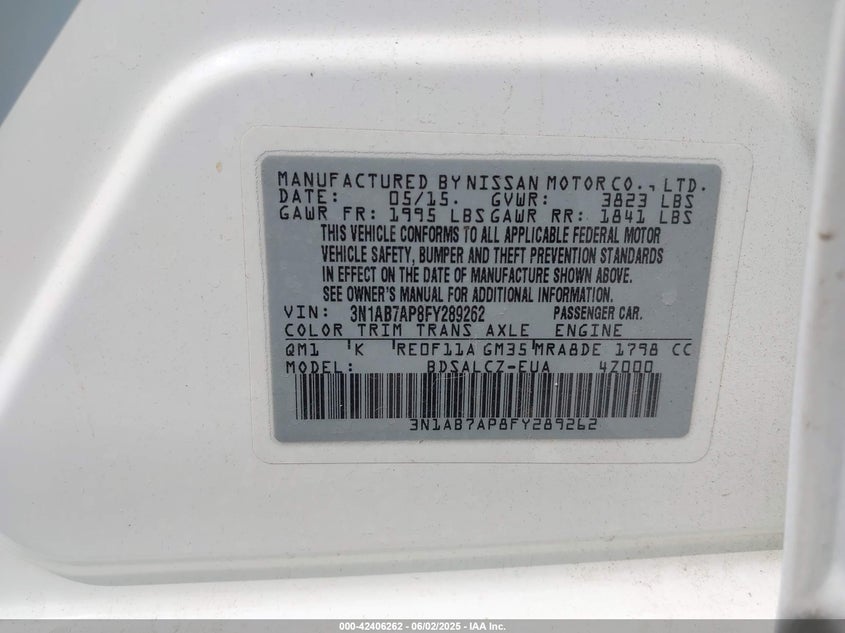 MANUFACTURED BY NISSAN MOTOR CO., LTD.
DATE: 05/15. GVWR: 3823 LBS
GAWR FR: 1995 LBS GAWR RR: 1841 LBS
THIS VEHICLE CONFORMS TO ALL APPLICABLE FEDERAL MOTOR
VEHICLE SAFETY, BUMPER AND THEFT PREVENTION STANDARDS
IN EFFECT ON THE DATE OF MANUFACTURE SHOWN ABOVE.
SEE OWNER'S MANUAL FOR ADDITIONAL INFORMATION.
VIN: 3N1AB7AP8FY289262 PASSENGER CAR.
COLOR TRIM TRANS AXLE ENGINE
QM1 K RE0F11A GM35 MRA8DE 1798 CC
MODEL: BDSALCZ-EUA 4Z000
3N1AB7AP8FY289262
000-42406262 - 06/02/2025 - IAA Inc.